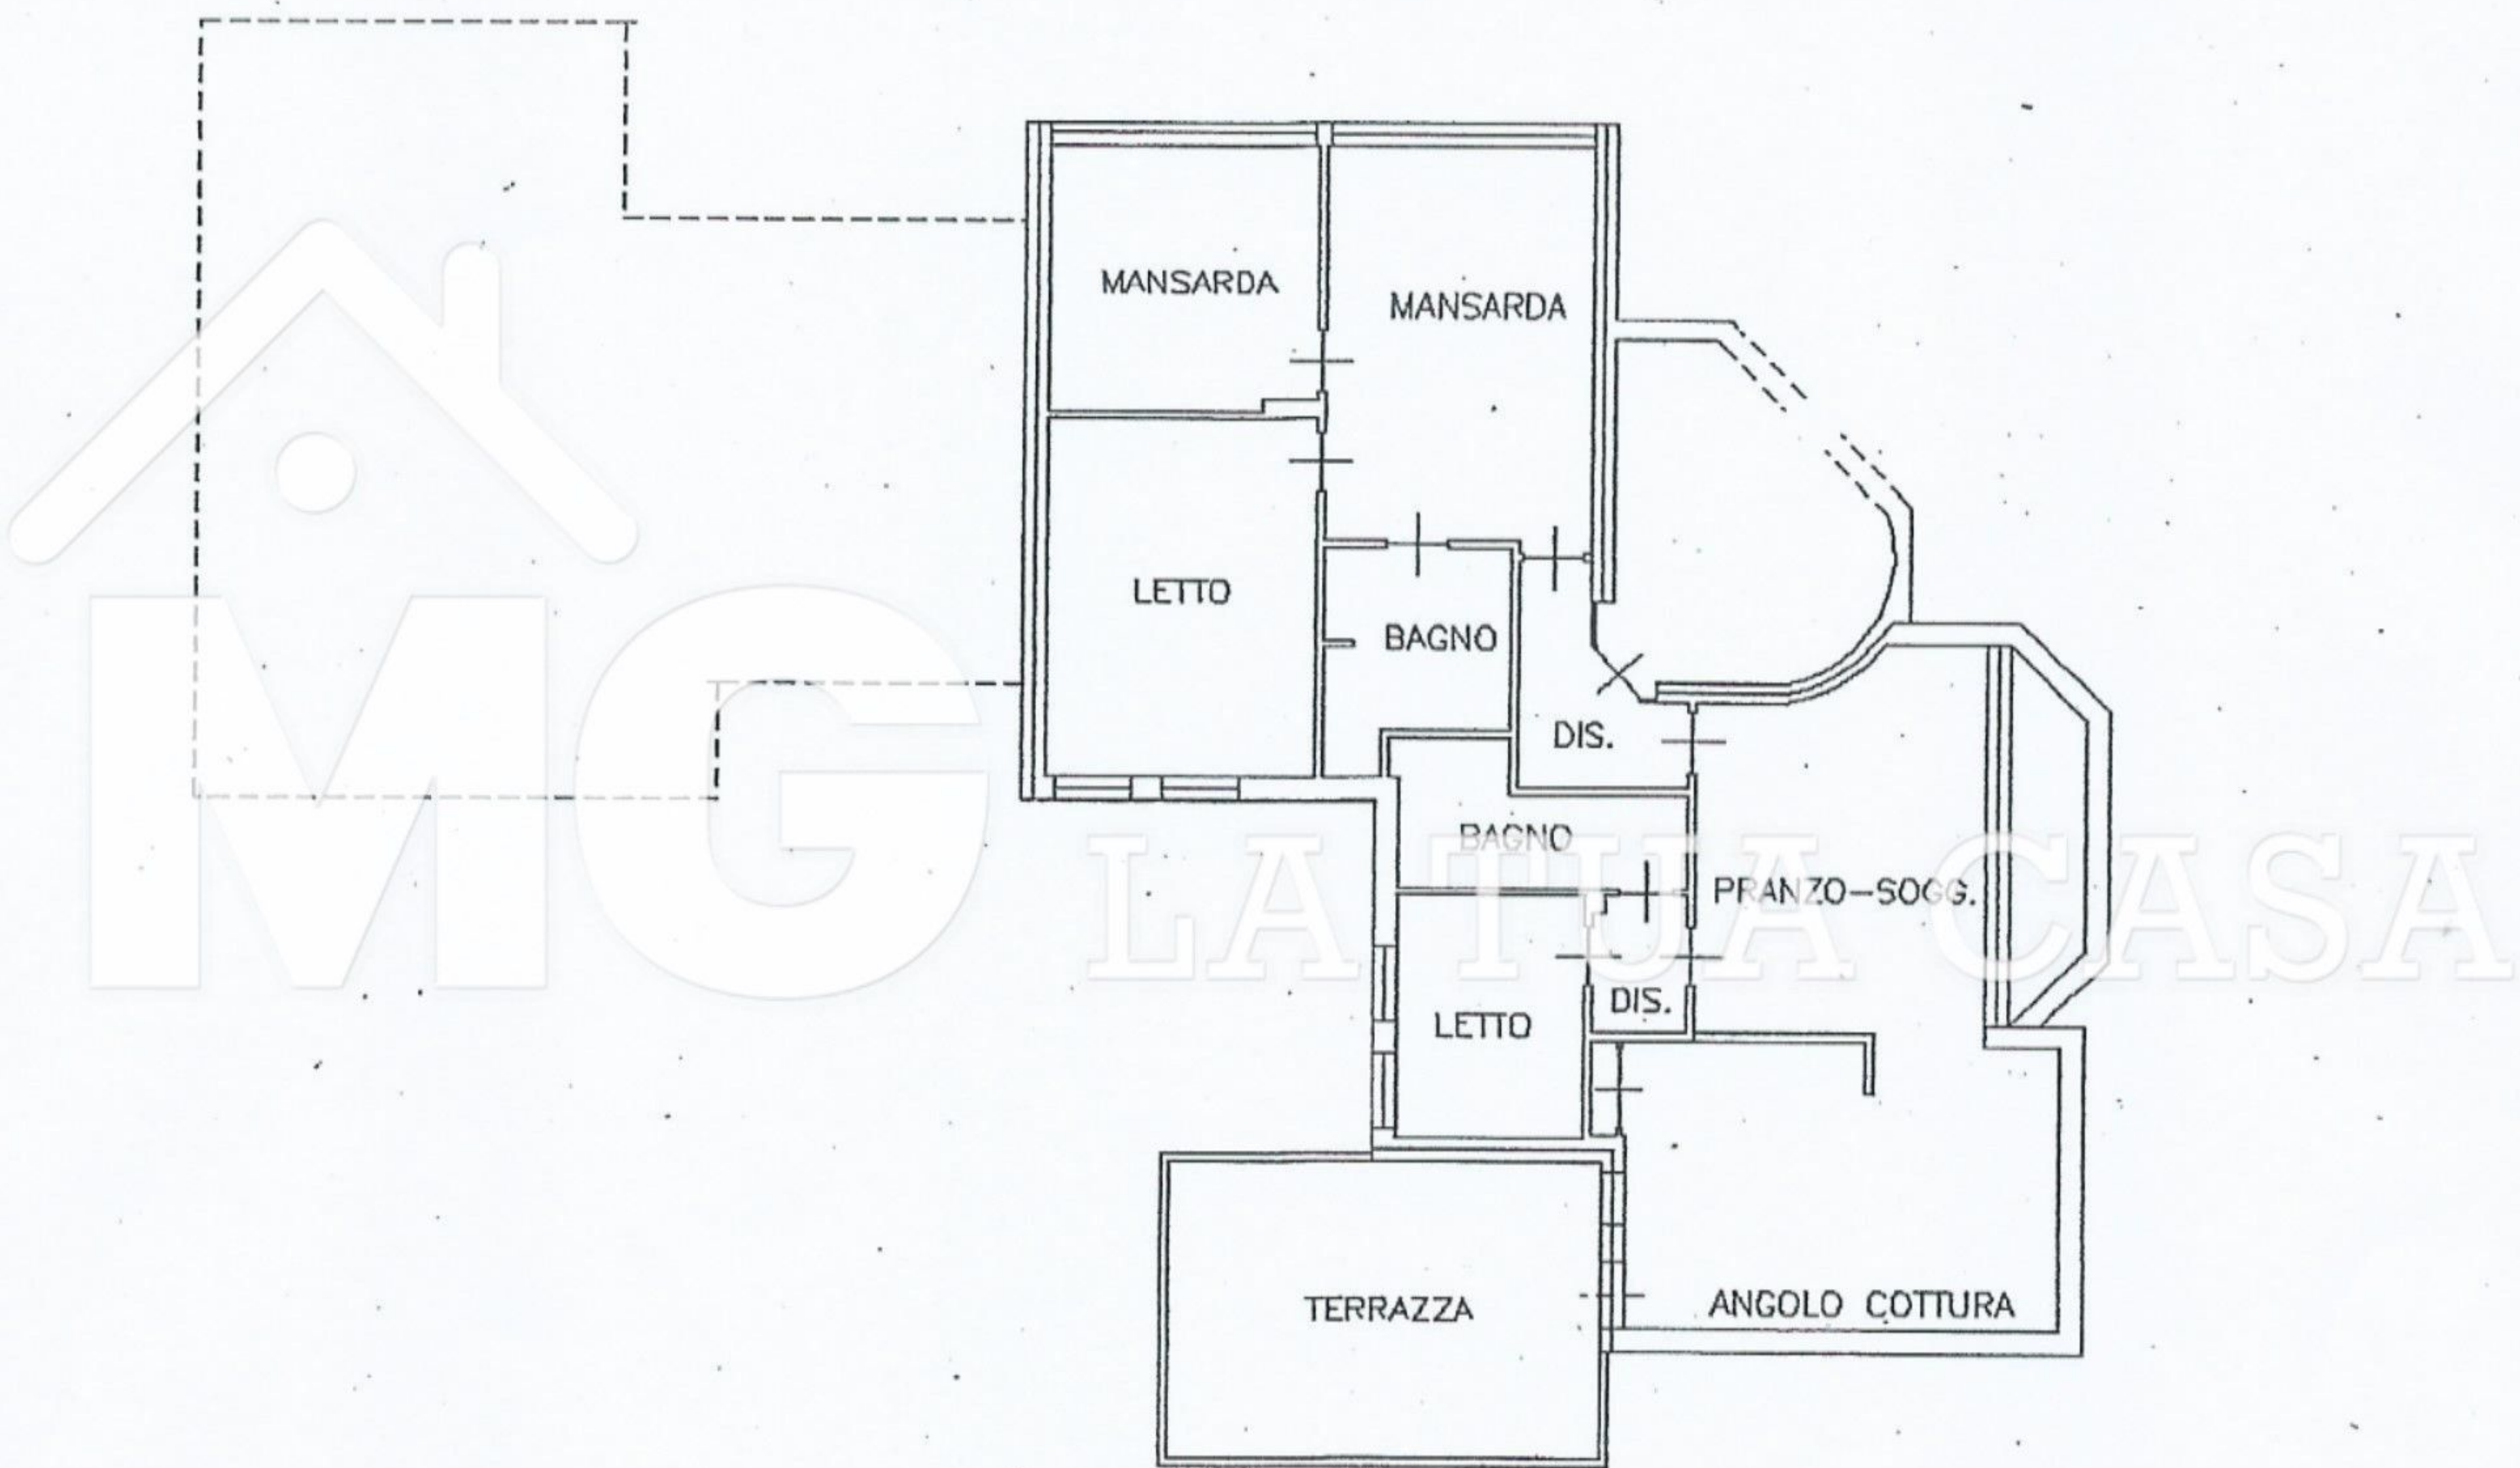 MANSARDA
MANSARDA
LETTO
BAGNO
DIS.
BAGNO
PRANZO-SOGG.
DIS.
LETTO
TERRAZZA
ANGOLO COTTURA
MG LA TUA CASA